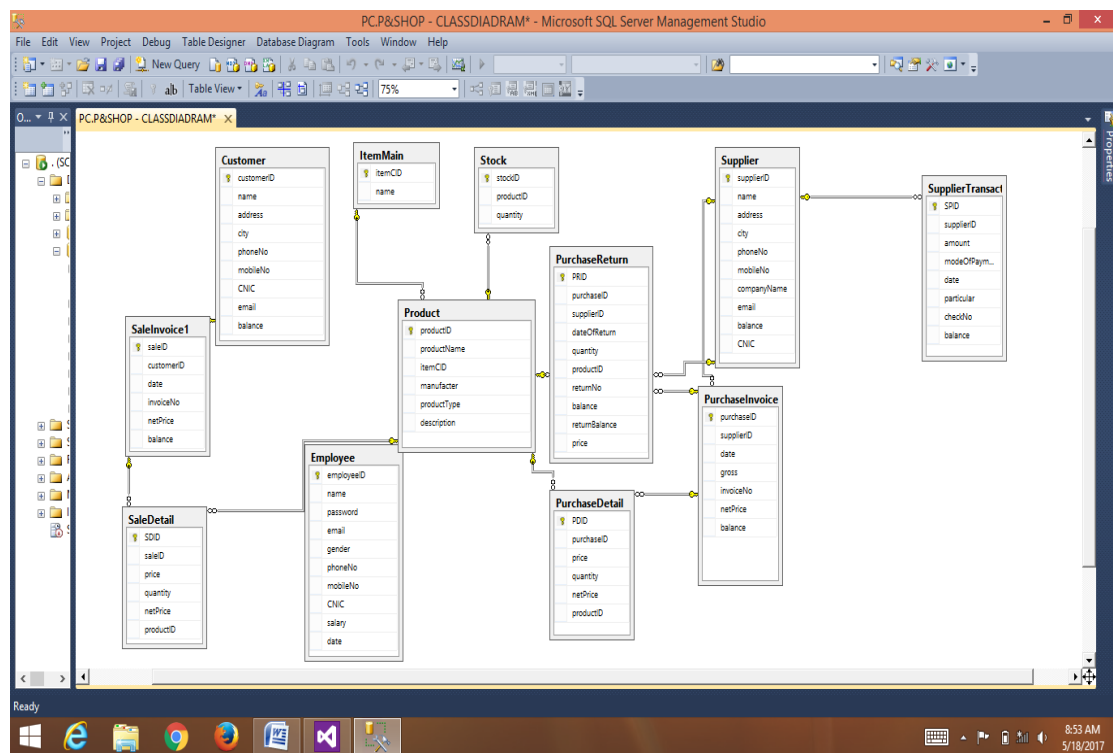 PC.P&SHOP - CLASSDIADRAM* - Microsoft SQL Server Management Studio
File Edit View Project Debug Table Designer Database Diagram Tools Window Help
New Query
Table View 75%
O...
PC.P&SHOP - CLASSDIADRAM*
Properties
Customer
customerID
name
address
city
phoneNo
mobileNo
CNIC
email
balance
ItemMain
itemCID
name
Stock
stockID
productID
quantity
Supplier
supplierID
name
address
city
phoneNo
mobileNo
companyName
email
balance
CNIC
SupplierTransact
SPID
supplierID
amount
modeOfPaym...
date
particular
checkNo
balance
PurchaseReturn
PRID
purchaseID
supplierID
dateOfReturn
quantity
productID
returnNo
balance
returnBalance
price
Product
productID
productName
itemCID
manufacter
productType
description
SaleInvoice1
saleID
customerID
date
invoiceNo
netPrice
balance
PurchaseInvoice
purchaseID
supplierID
date
gross
invoiceNo
netPrice
balance
Employee
employeeID
name
password
email
gender
phoneNo
mobileNo
CNIC
salary
date
PurchaseDetail
PDID
purchaseID
price
quantity
netPrice
productID
SaleDetail
SDID
saleID
price
quantity
netPrice
productID
Ready
8:53 AM
5/18/2017